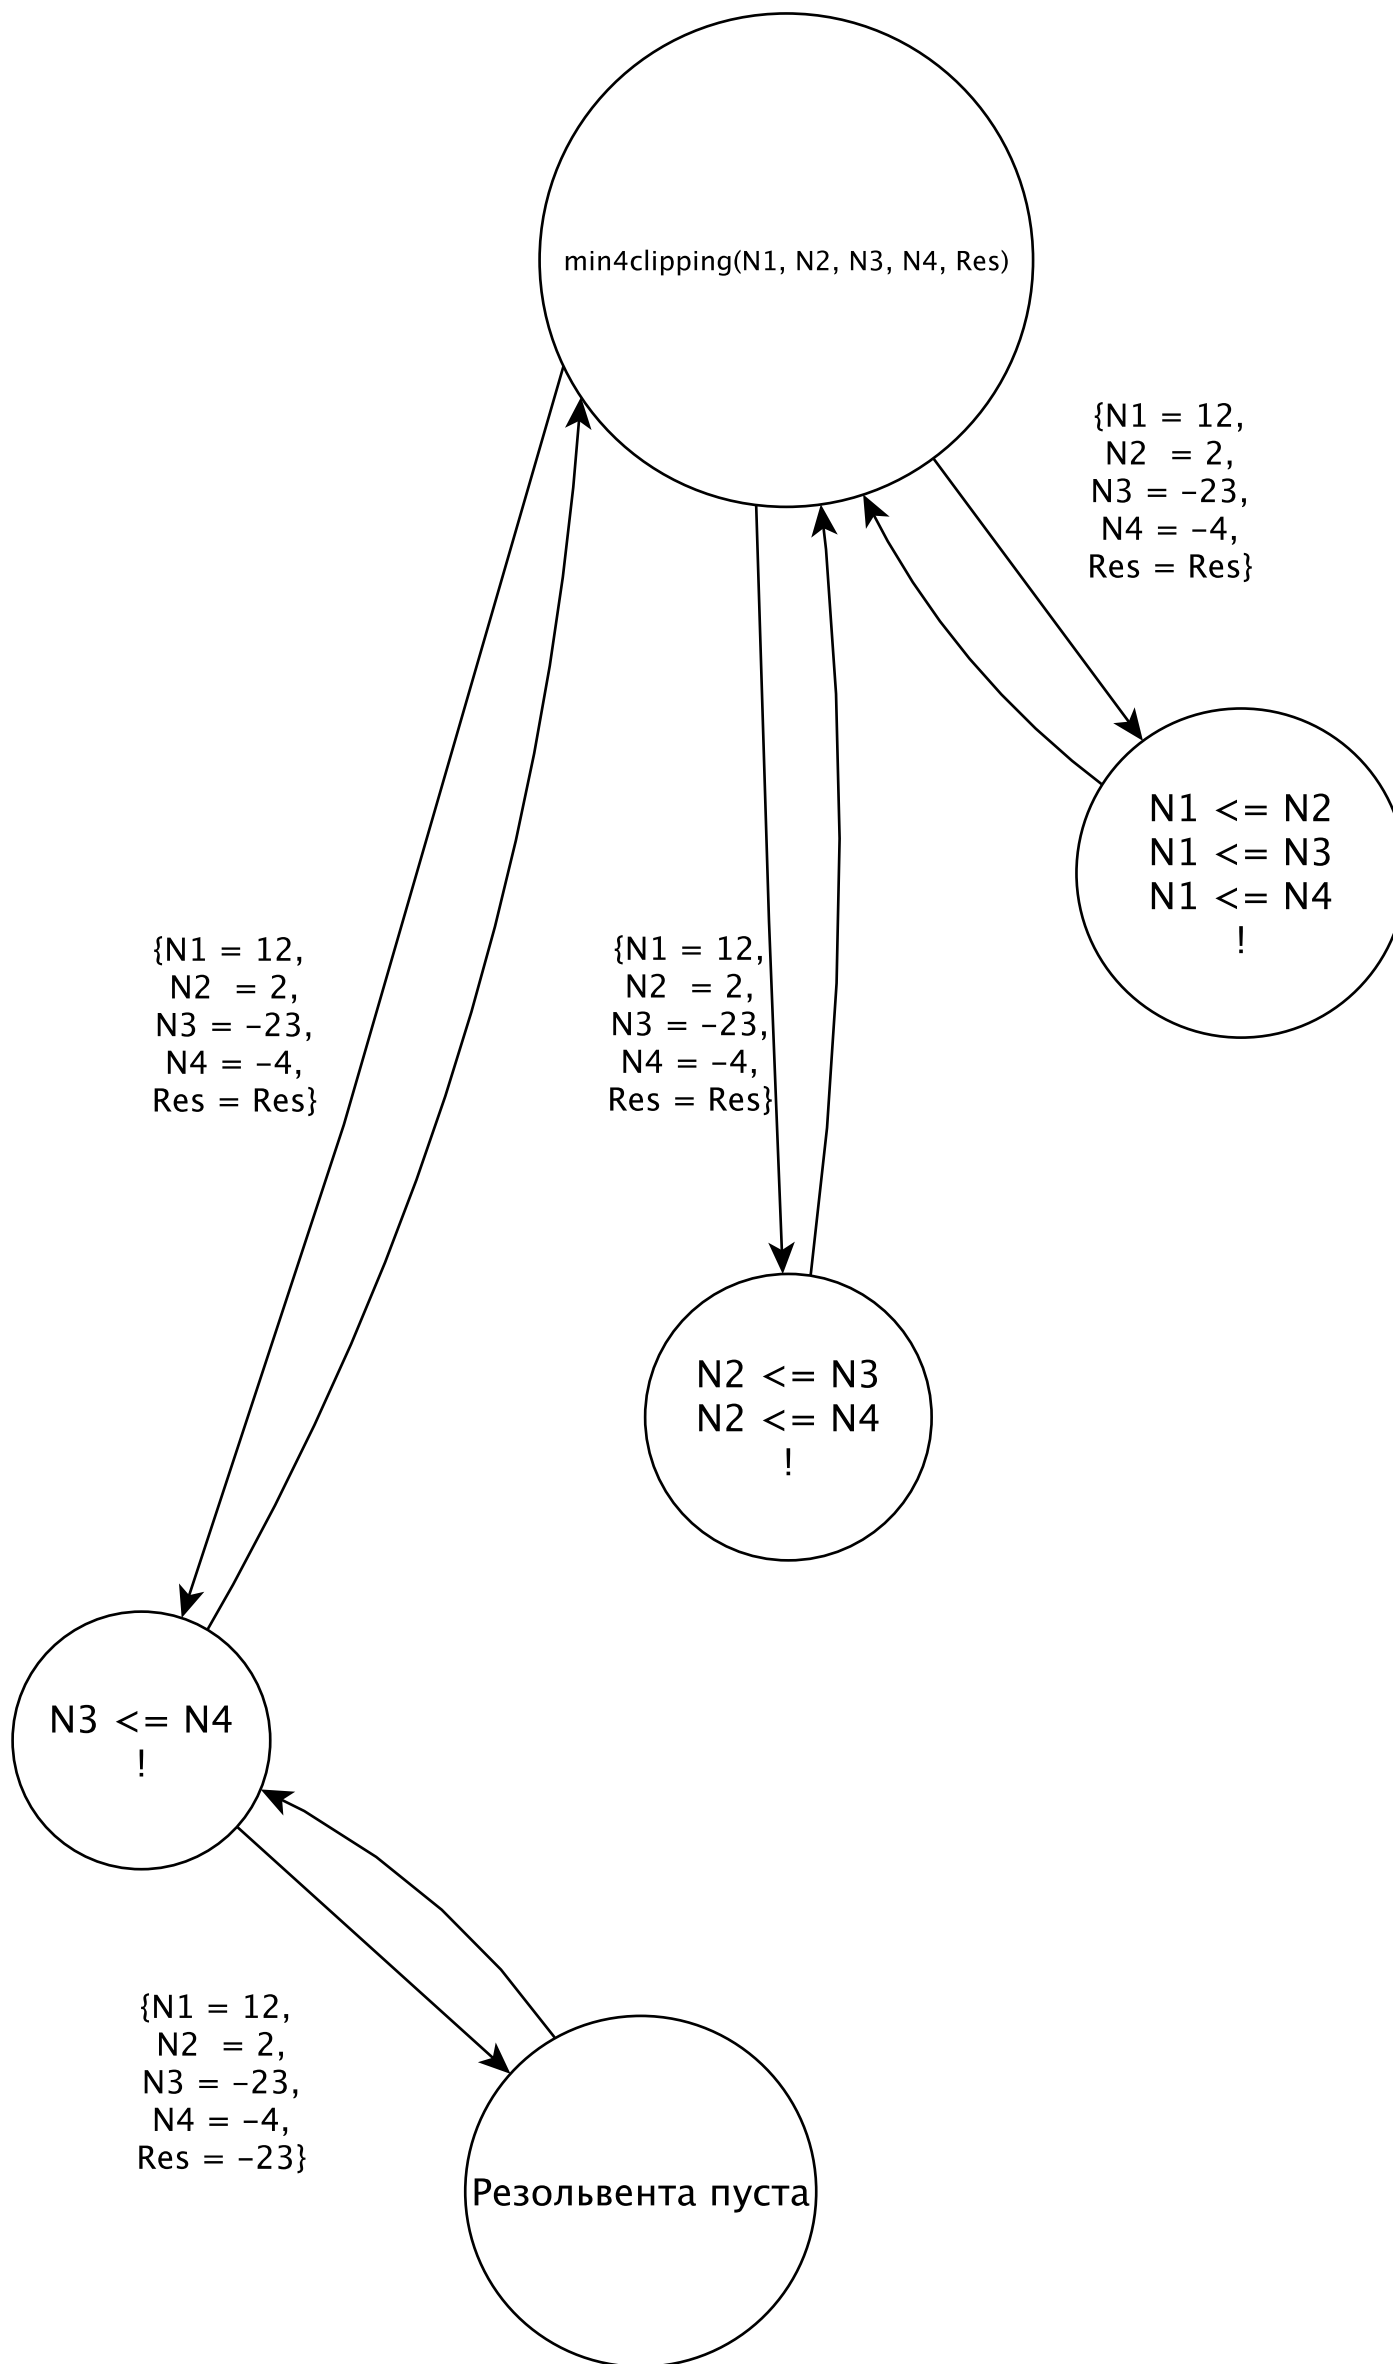 min4clipping(N1, N2, N3, N4, Res)
{N1 = 12,
N2  = 2,
N3 = -23,
N4 = -4,
Res = Res}
N1 <= N2
N1 <= N3
N1 <= N4
!
{N1 = 12,
N2  = 2,
N3 = -23,
N4 = -4,
Res = Res}
{N1 = 12,
N2  = 2,
N3 = -23,
N4 = -4,
Res = Res}
N2 <= N3
N2 <= N4
!
N3 <= N4
!
{N1 = 12,
N2  = 2,
N3 = -23,
N4 = -4,
Res = -23}
Резольвента пуста